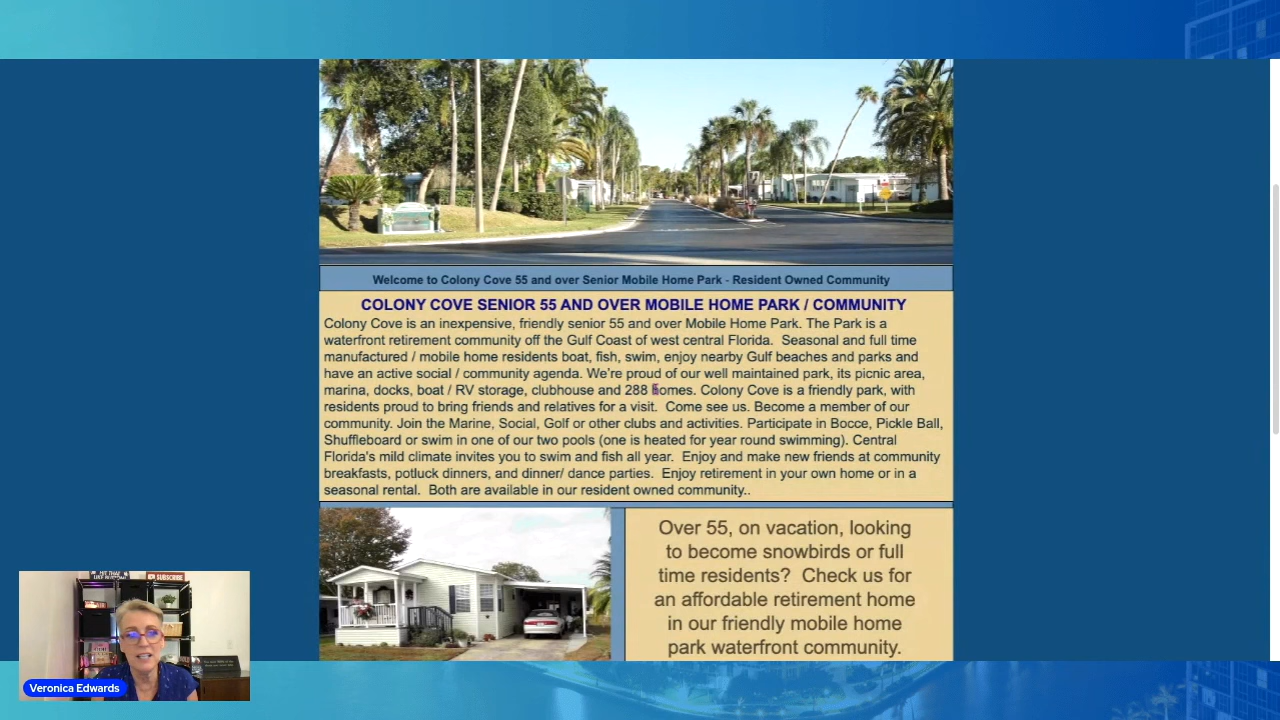 Welcome to Colony Cove 55 and over Senior Mobile Home Park - Resident Owned Community
COLONY COVE SENIOR 55 AND OVER MOBILE HOME PARK / COMMUNITY
Colony Cove is an inexpensive, friendly senior 55 and over Mobile Home Park. The Park is a
waterfront retirement community off the Gulf Coast of west central Florida. Seasonal and full time
manufactured / mobile home residents boat, fish, swim, enjoy nearby Gulf beaches and parks and
have an active social / community agenda. We're proud of our well maintained park, its picnic area,
marina, docks, boat / RV storage, clubhouse and 288 homes. Colony Cove is a friendly park, with
residents proud to bring friends and relatives for a visit. Come see us. Become a member of our
community. Join the Marine, Social, Golf or other clubs and activities. Participate in Bocce, Pickle Ball,
Shuffleboard or swim in one of our two pools (one is heated for year round swimming). Central
Florida's mild climate invites you to swim and fish all year. Enjoy and make new friends at community
breakfasts, potluck dinners, and dinner/ dance parties. Enjoy retirement in your own home or in a
seasonal rental. Both are available in our resident owned community..
Over 55, on vacation, looking
to become snowbirds or full
time residents? Check us for
an affordable retirement home
in our friendly mobile home
park waterfront community.
SUBSCRIBE
Veronica Edwards